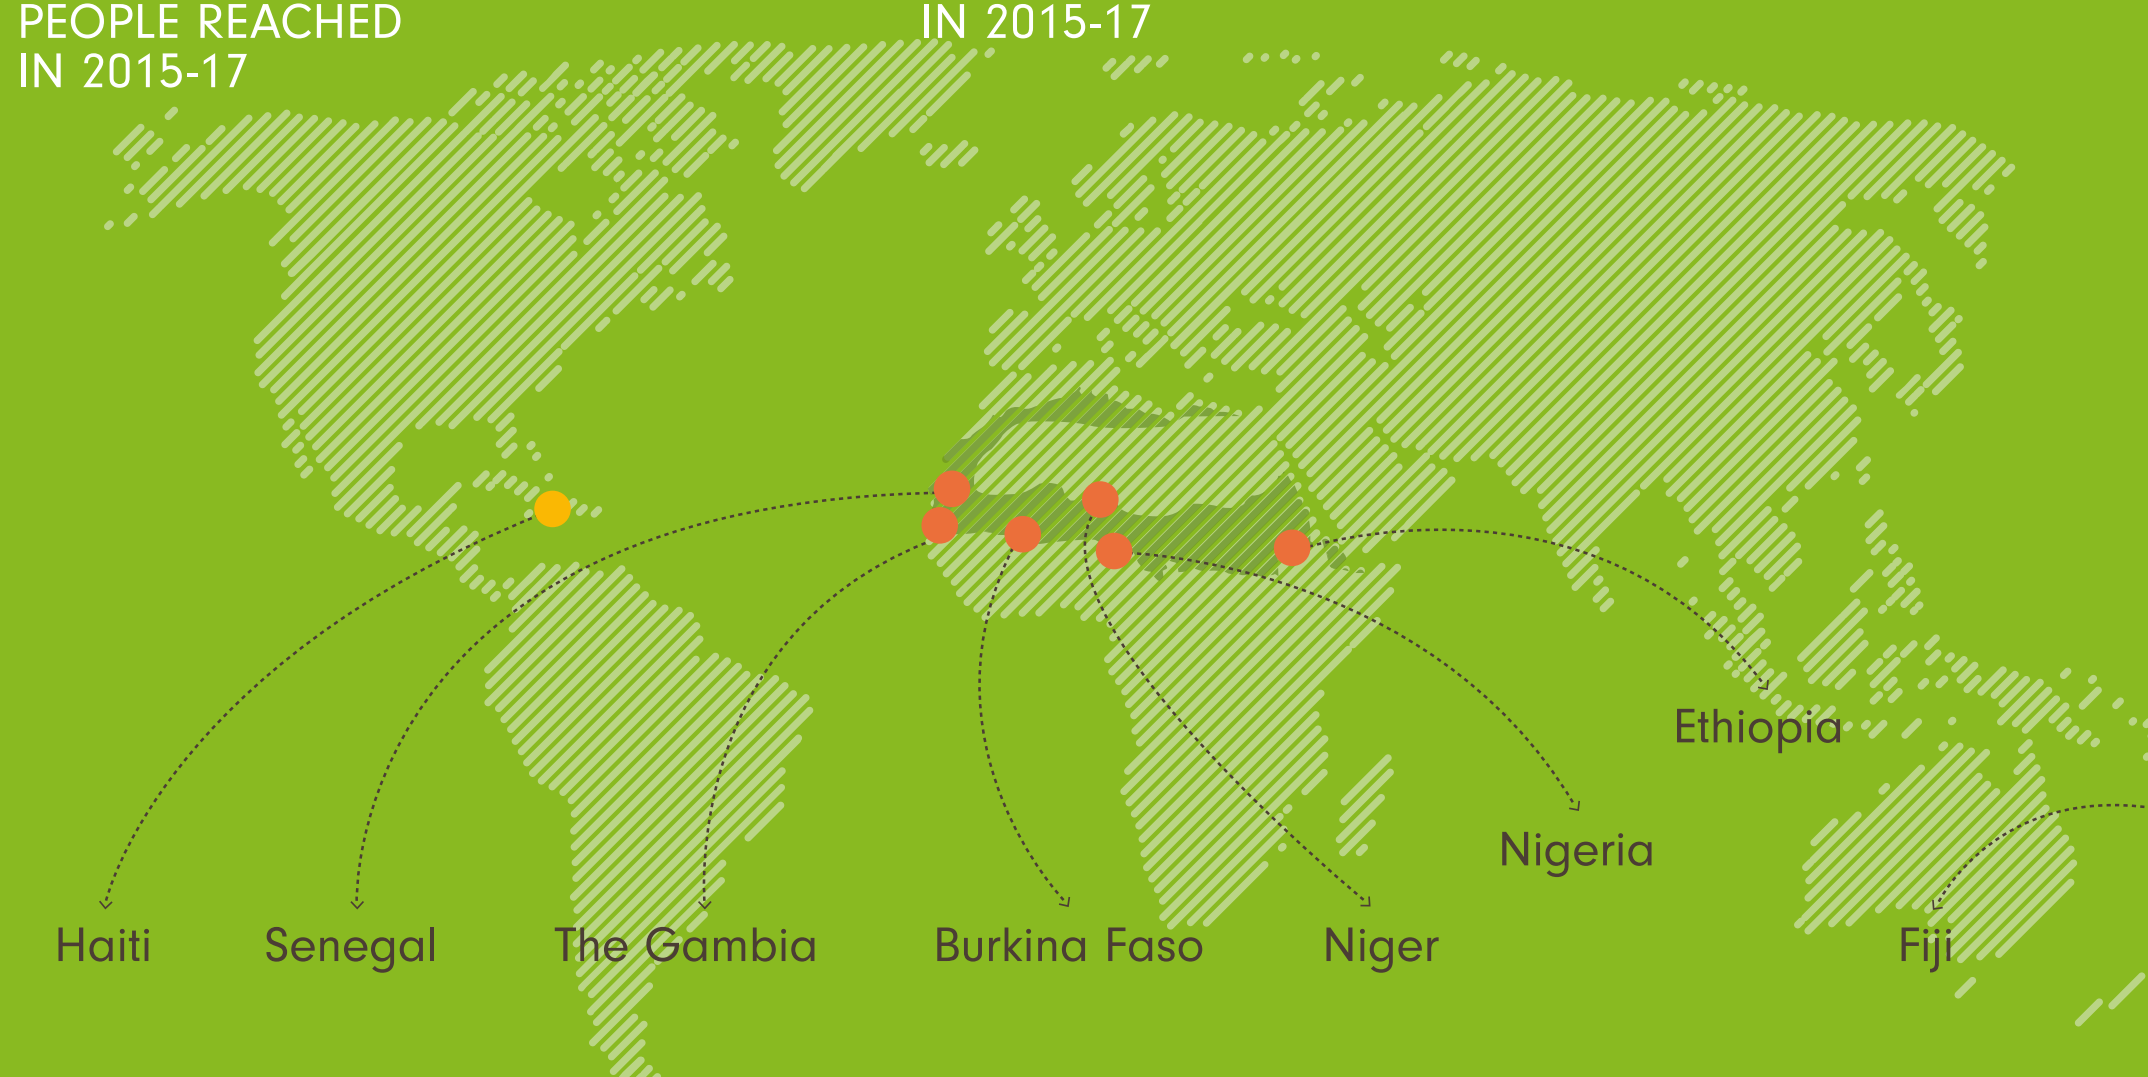 PEOPLE REACHED
IN 2015-17
IN 2015-17
Ethiopia
Nigeria
Haiti
Senegal
The Gambia
Burkina Faso
Niger
Fiji